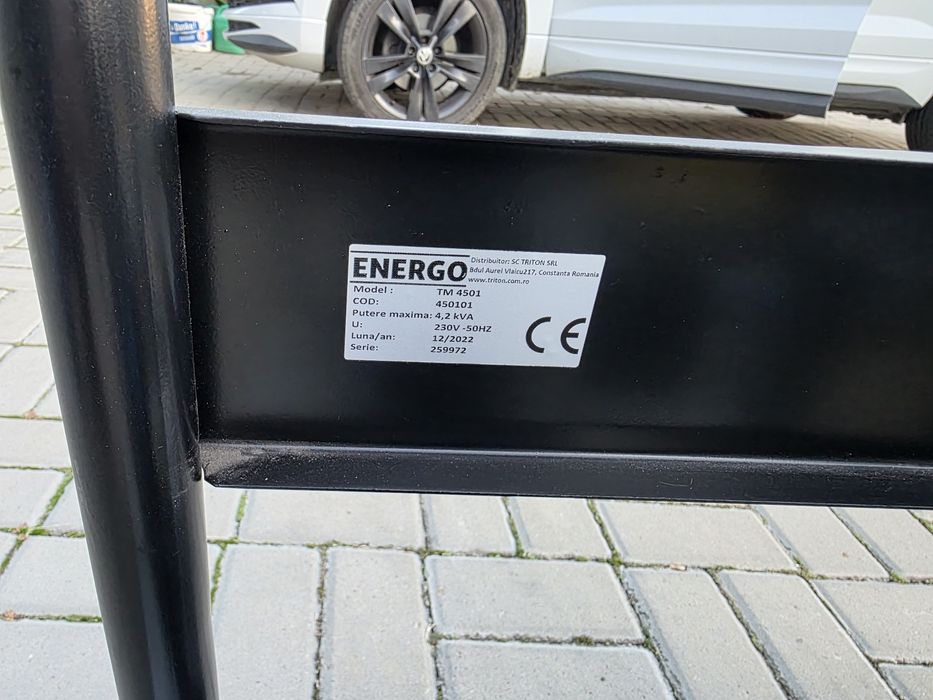 ENERGO
Distribuitor: SC TRITON SRL
Bdul Aurel Vlaicu217, Constanta Romania
www.triton.com.ro
Model : TM 4501
COD: 450101
Putere maxima: 4,2 kVA
U: 230V -50HZ
Luna/an: 12/2022
Serie: 259972
CE